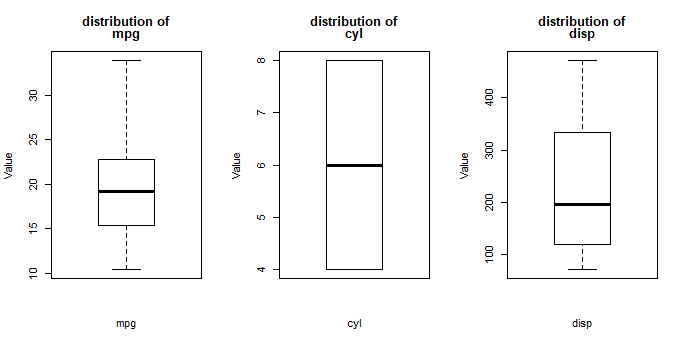 distribution of
mpg
Value
10
15
20
25
30
mpg
distribution of
cyl
Value
4
5
6
7
8
cyl
distribution of
disp
Value
100
200
300
400
disp